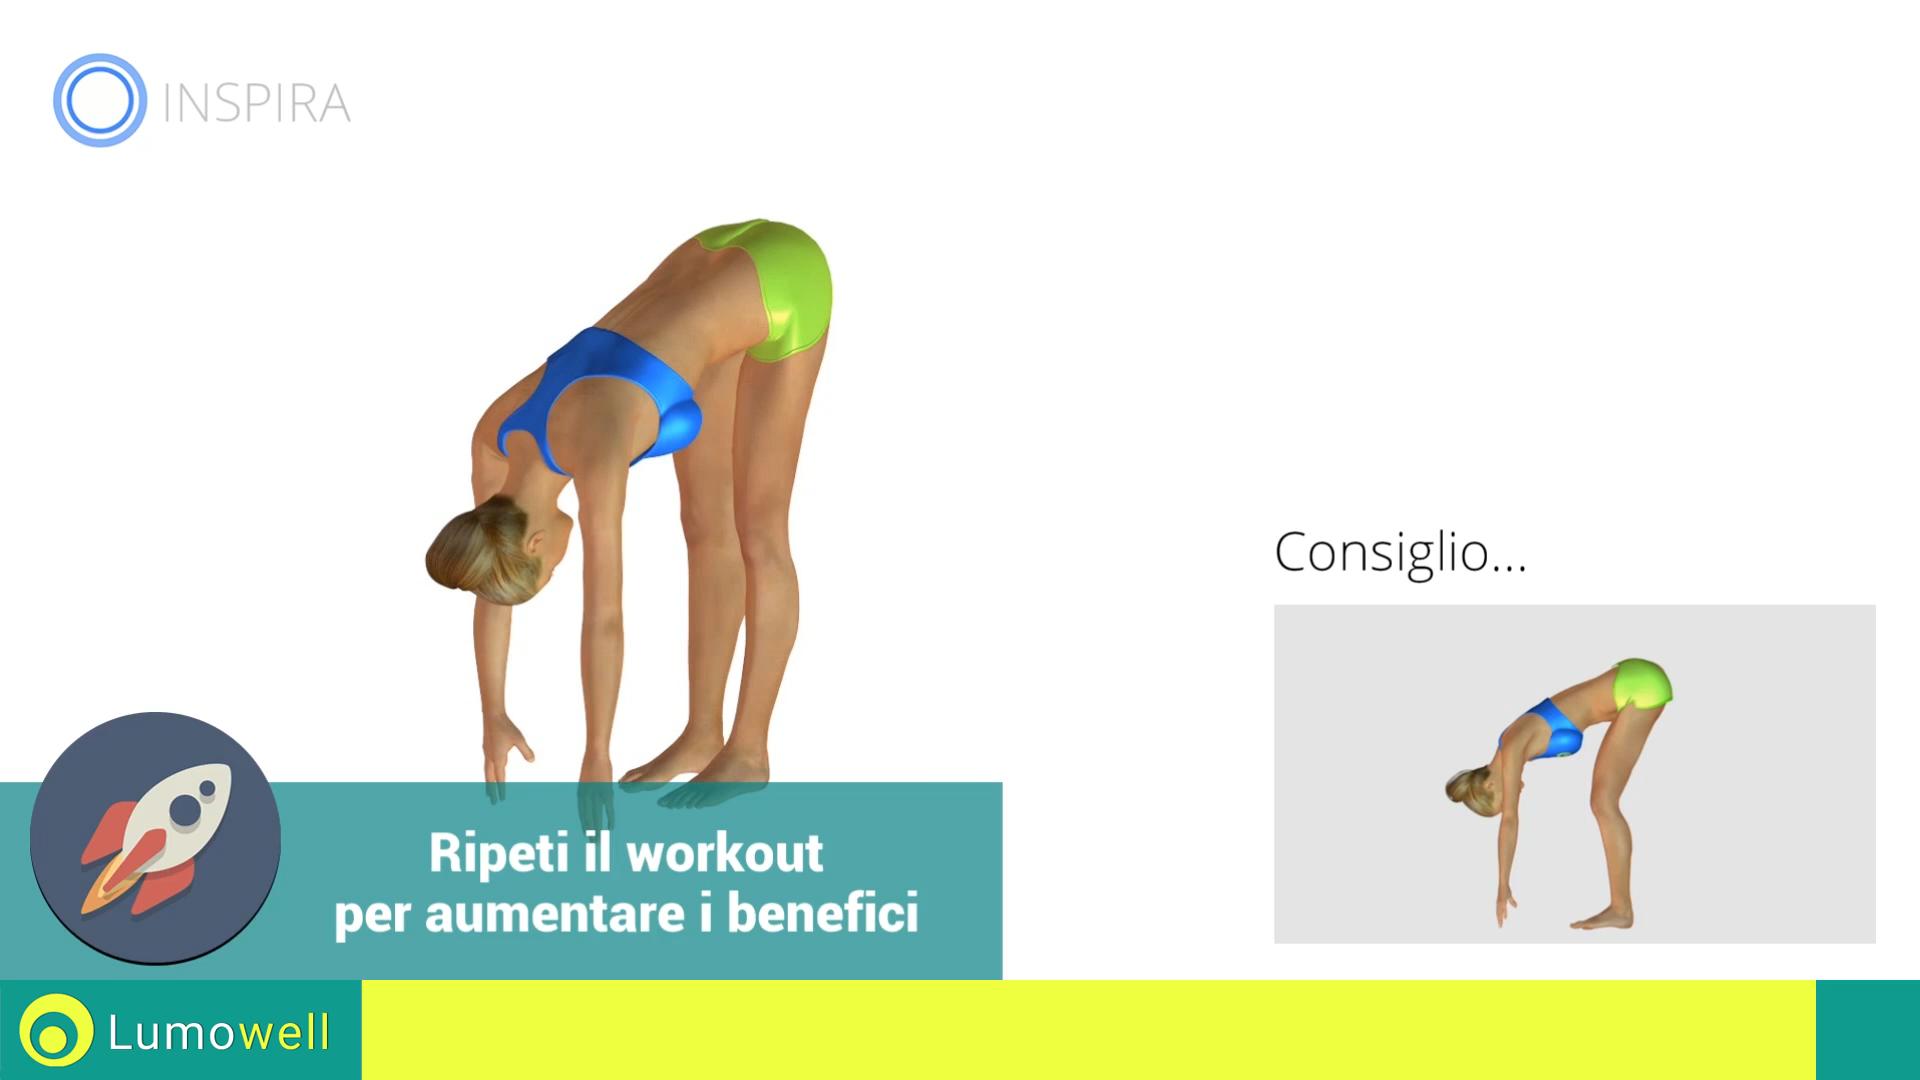 INSPIRA
Consiglio...
Ripeti il workout
per aumentare i benefici
Lumowell